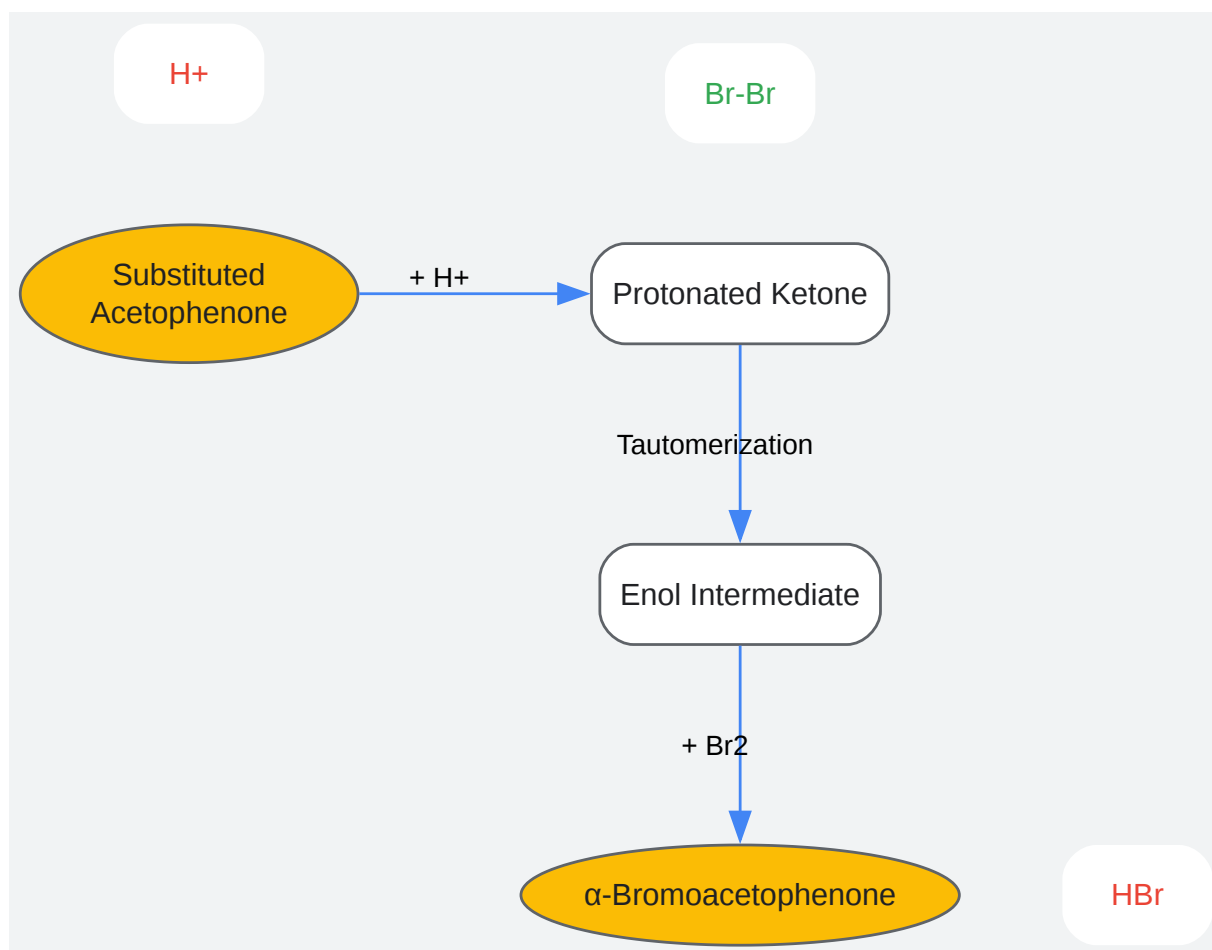 H+
Br-Br
Substituted
Acetophenone
+ H+
Protonated Ketone
Tautomerization
Enol Intermediate
+ Br2
α-Bromoacetophenone
HBr